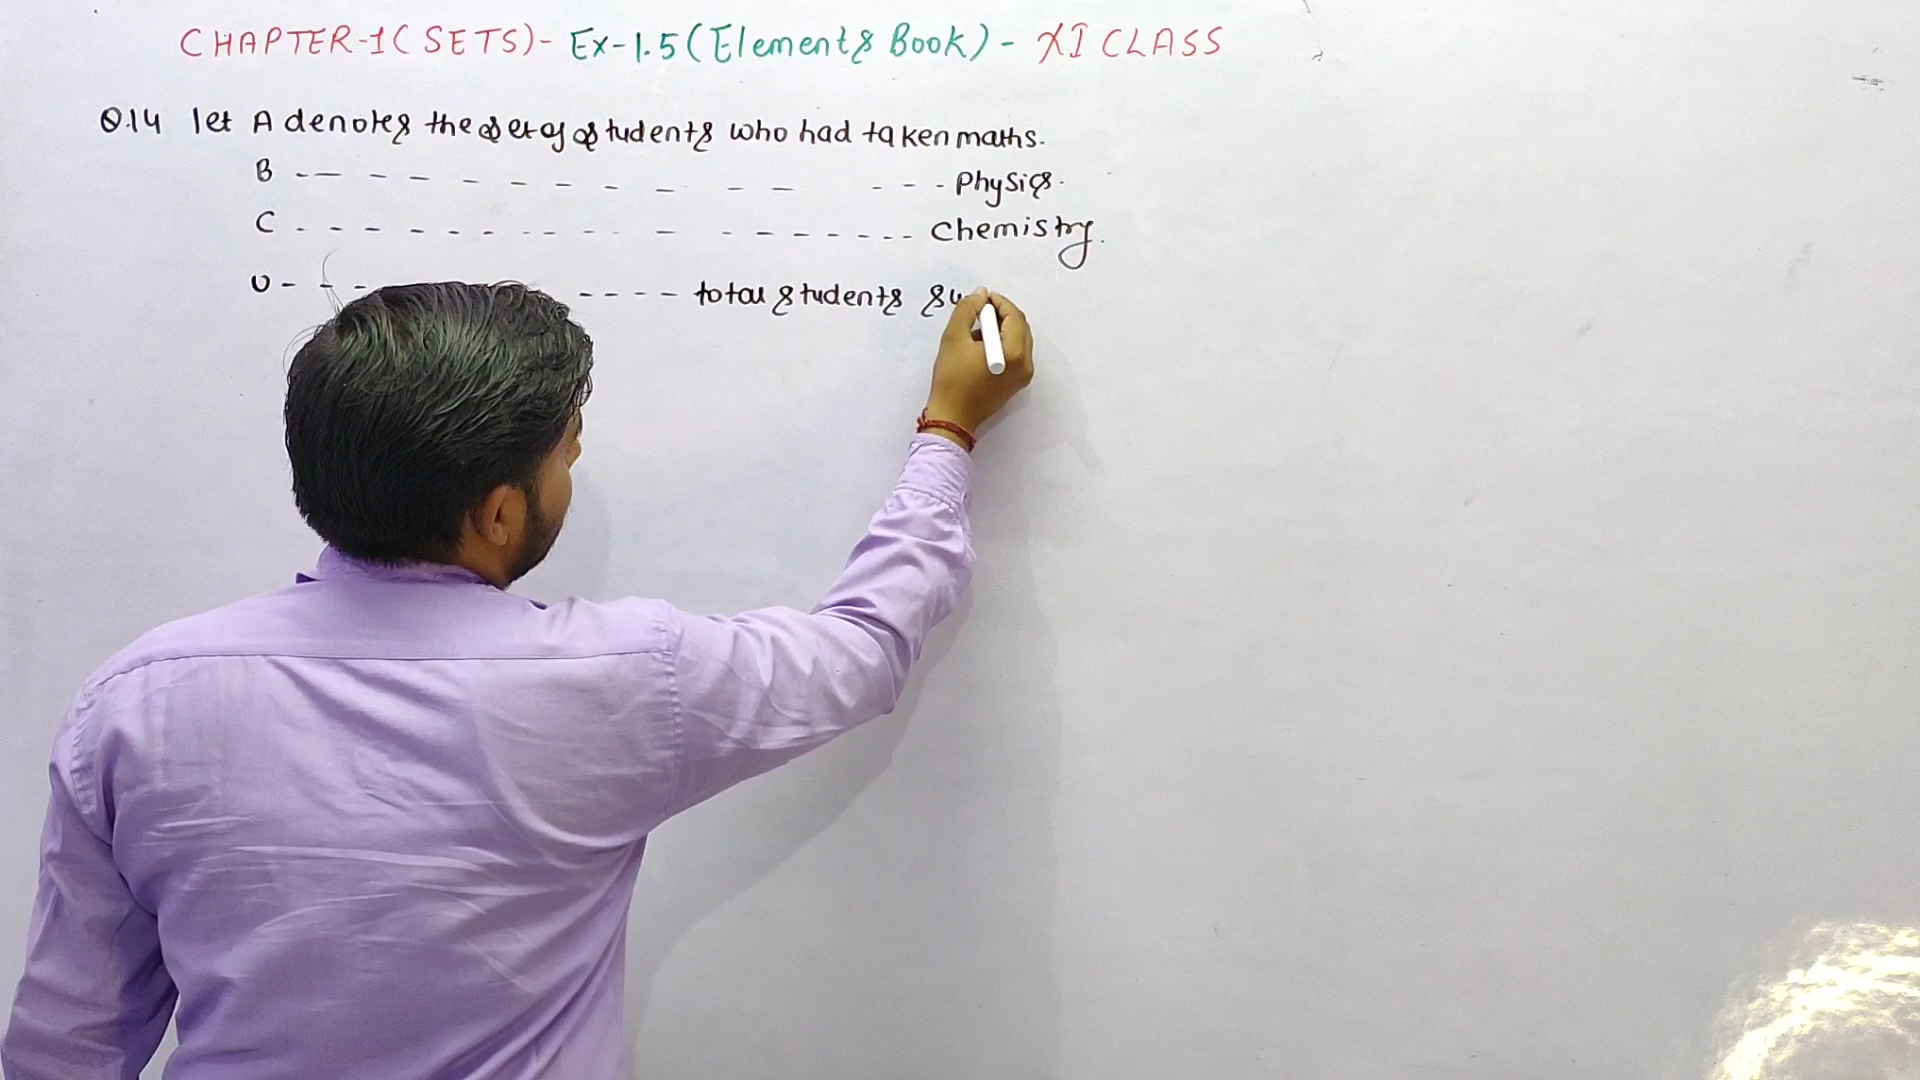 CHAPTER-1(SETS)- Ex-1.5(Elements Book)- XI CLASS
Q.14 let A denotes the set of students who had taken maths.
B - - - - - - - - - - - - - - Physics.
C - - - - - - - - - - - - - - - - - Chemistry.
U - - - - - - - total students